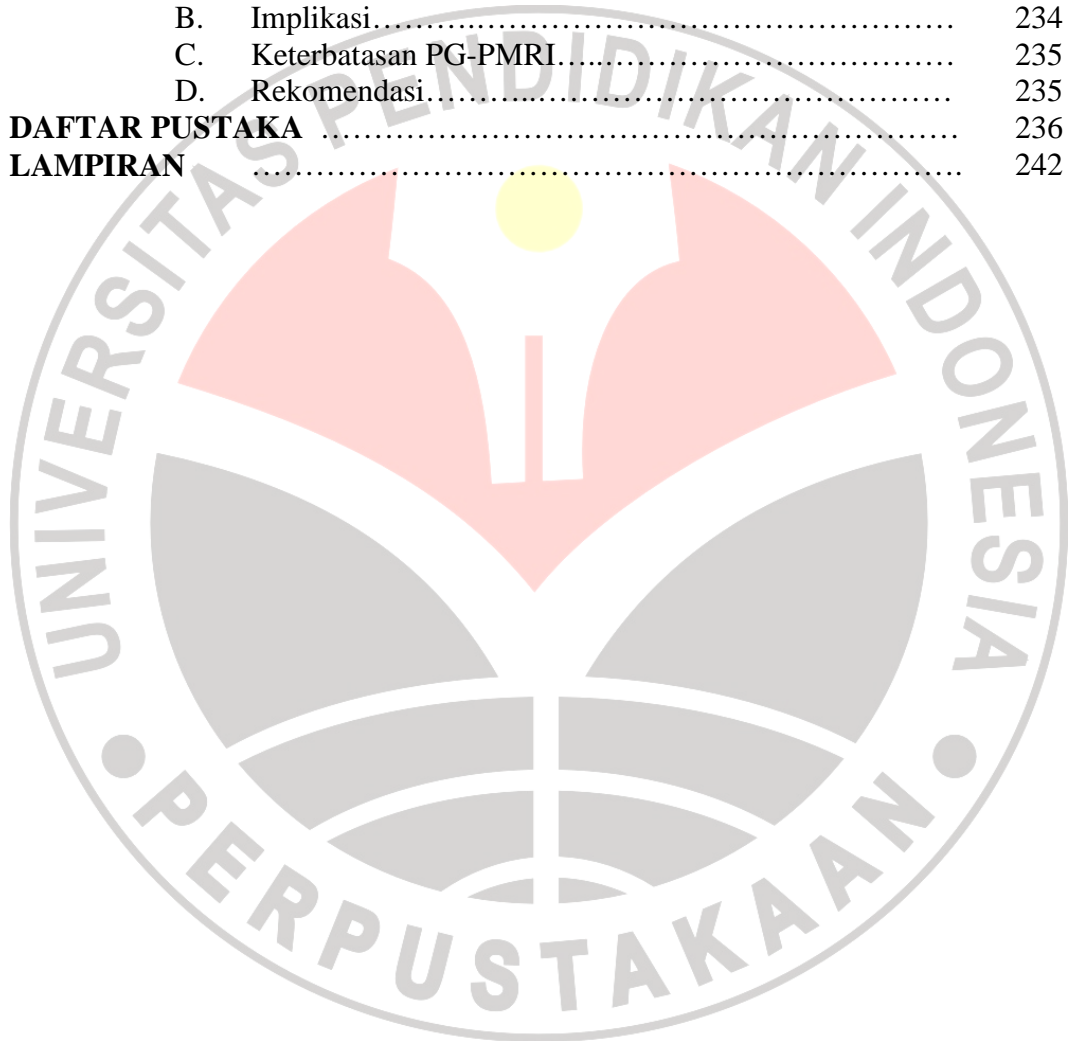 B. Implikasi…………………………………………… 234
C. Keterbatasan PG-PMRI…..…………………………… 235
D. Rekomendasi………..………………………………… 235
DAFTAR PUSTAKA ……………………………………………………… 236
LAMPIRAN ……………………………………………………………. 242
UNIVERSITAS PENDIDIKAN INDONESIA
PERPUSTAKAAN